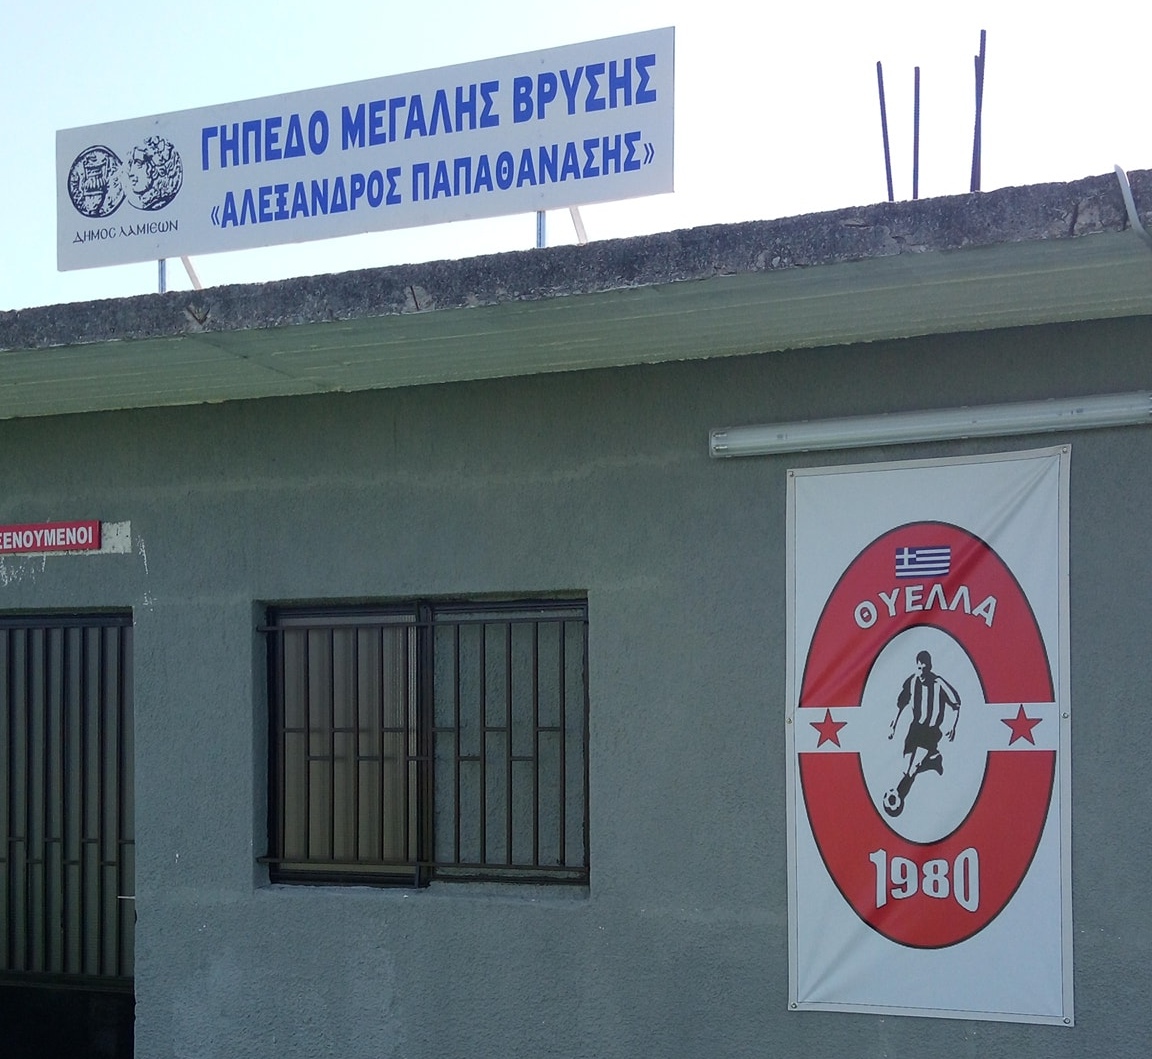 ΓΗΠΕΔΟ ΜΕΓΑΛΗΣ ΒΡΥΣΗΣ
«ΑΛΕΞΑΝΔΡΟΣ ΠΑΠΑΘΑΝΑΣΗΣ»
ΔΗΜΟΣ ΛΑΜΙΕΩΝ
ΞΕΝΟΥΜΕΝΟΙ
ΘΥΕΛΛΑ
1980